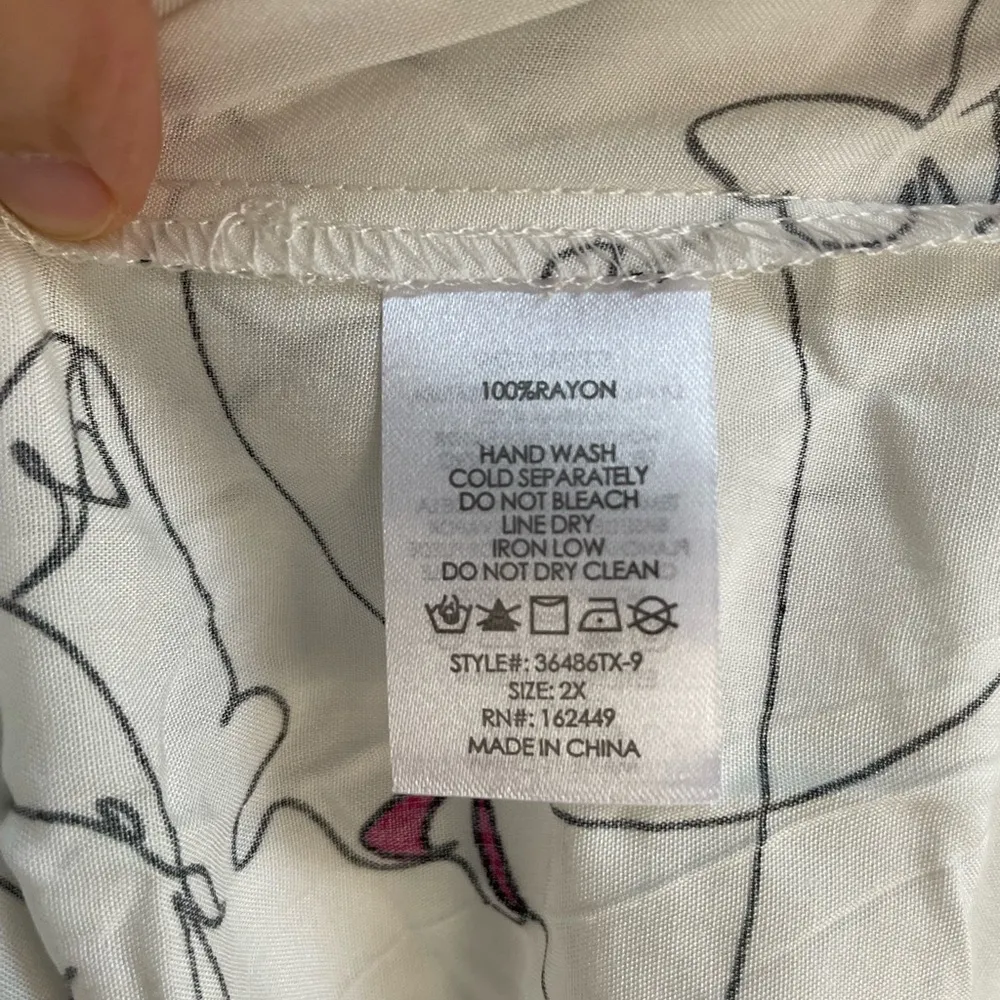 100%RAYON
HAND WASH
COLD SEPARATELY
DO NOT BLEACH
LINE DRY
IRON LOW
DO NOT DRY CLEAN
STYLE#: 36486TX-9
SIZE: 2X
RN#: 162449
MADE IN CHINA